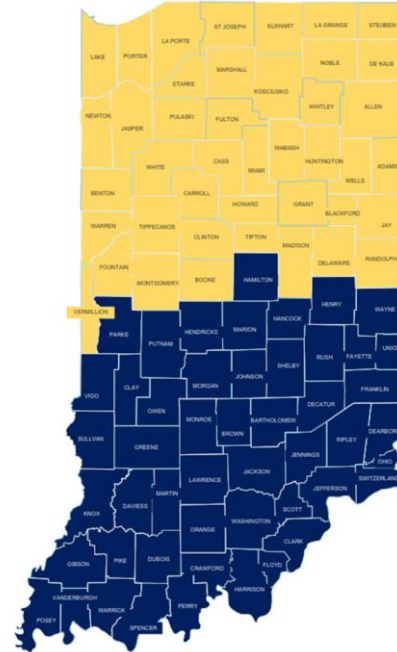 ST JOSEPH
ELKHART
LA GRANGE
STEUBEN
LA PORTE
LAKE
PORTER
NOBLE
DE KALB
MARSHALL
STARKE
KOSCIUSKO
NEWTON
JASPER
PULASKI
FULTON
WHITLEY
ALLEN
WABASH
WHITE
CASS
MIAMI
HUNTINGTON
WELLS
ADAMS
BENTON
CARROLL
HOWARD
GRANT
BLACKFORD
WARREN
TIPPECANOE
CLINTON
TIPTON
MADISON
JAY
DELAWARE
RANDOLPH
FOUNTAIN
MONTGOMERY
BOONE
HAMILTON
HENRY
WAYNE
VERMILLION
PARKE
PUTNAM
HENDRICKS
MARION
HANCOCK
RUSH
FAYETTE
UNIO
SHELBY
VIGO
CLAY
MORGAN
JOHNSON
FRANKLIN
OWEN
DECATUR
MONROE
BROWN
BARTHOLOMEW
DEARBOR
SULLVAN
GREENE
RIPLEY
JENNINGS
OHIO
SWITZERLAND
LAWRENCE
JACKSON
JEFFERSON
KNOX
DAVIESS
MARTIN
SCOTT
ORANGE
WASHINGTON
CLARK
GIBSON
PIKE
DUBOIS
CRAWFORD
FLOYD
HARRISON
VANDERBURGH
WARRICK
PERRY
POSEY
SPENCER